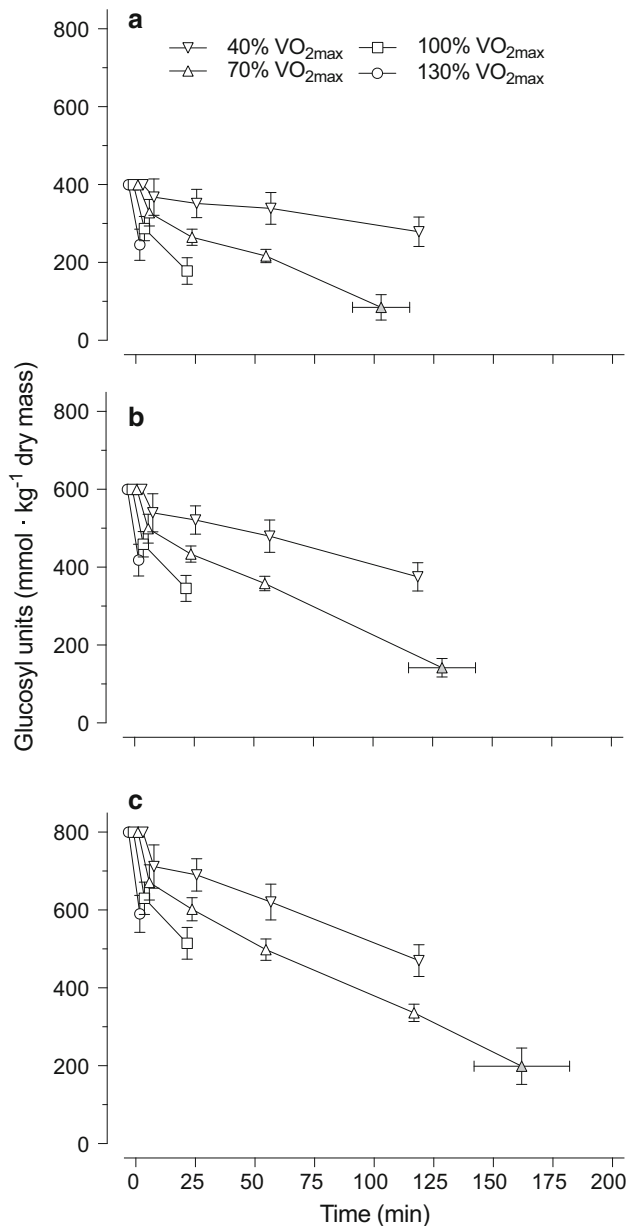 a
40% VO2max 100% VO2max
70% VO2max 130% VO2max
800
600
400
200
0
b
800
600
400
200
0
c
800
600
400
200
0
0 25 50 75 100 125 150 175 200
Time (min)
Glucosyl units (mmol · kg-1 dry mass)